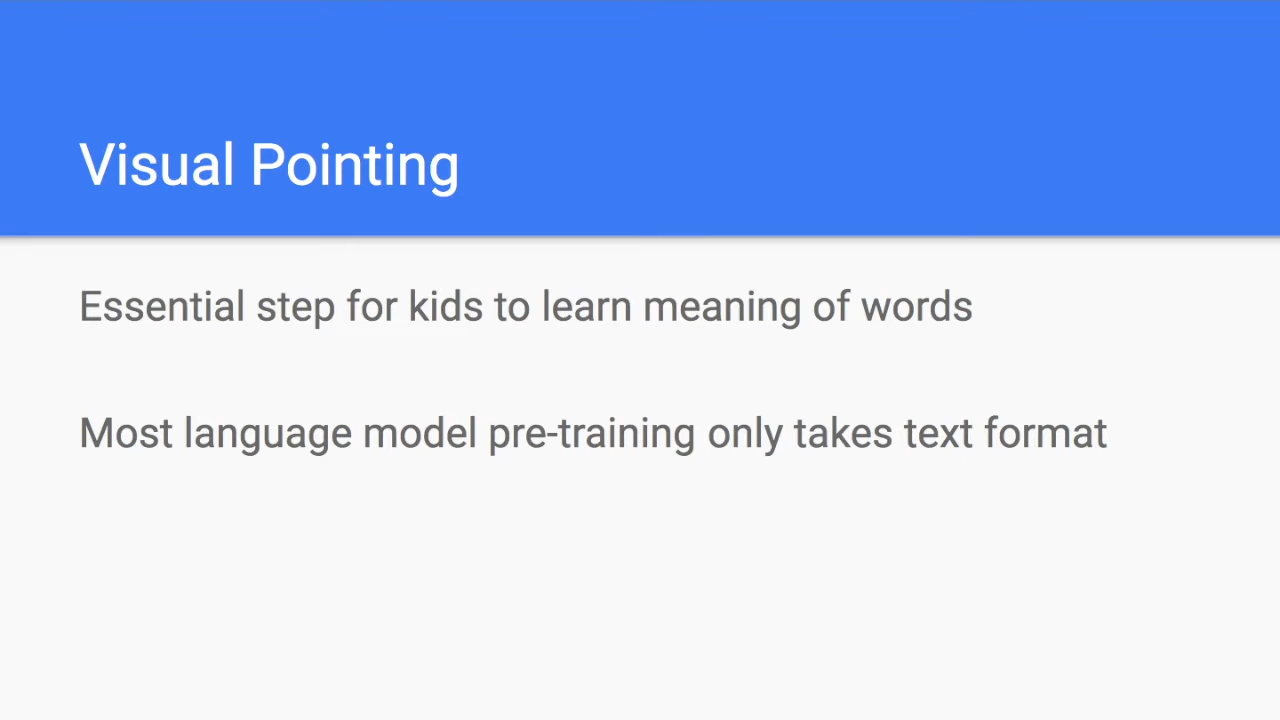 Visual Pointing
Essential step for kids to learn meaning of words
Most language model pre-training only takes text format